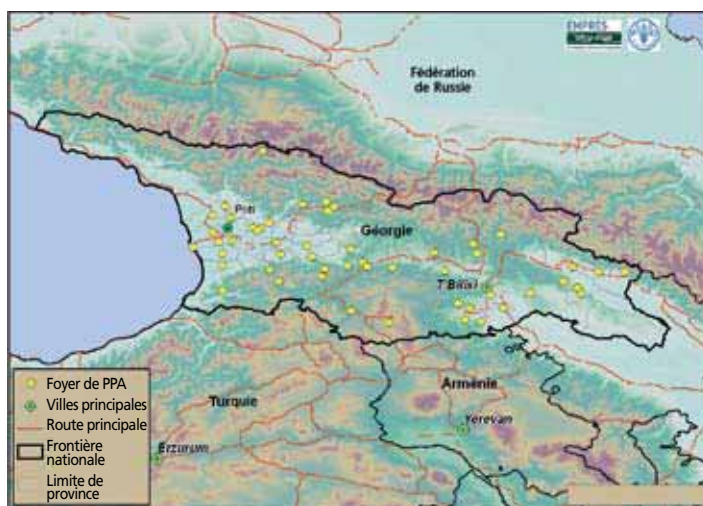 EMPRES
Fédération
de Russie
Poti
Géorgie
T'Bilisi
Turquie
Arménie
Yerevan
Erzurum
Foyer de PPA
Villes principales
Route principale
Frontière
nationale
Limite de
province